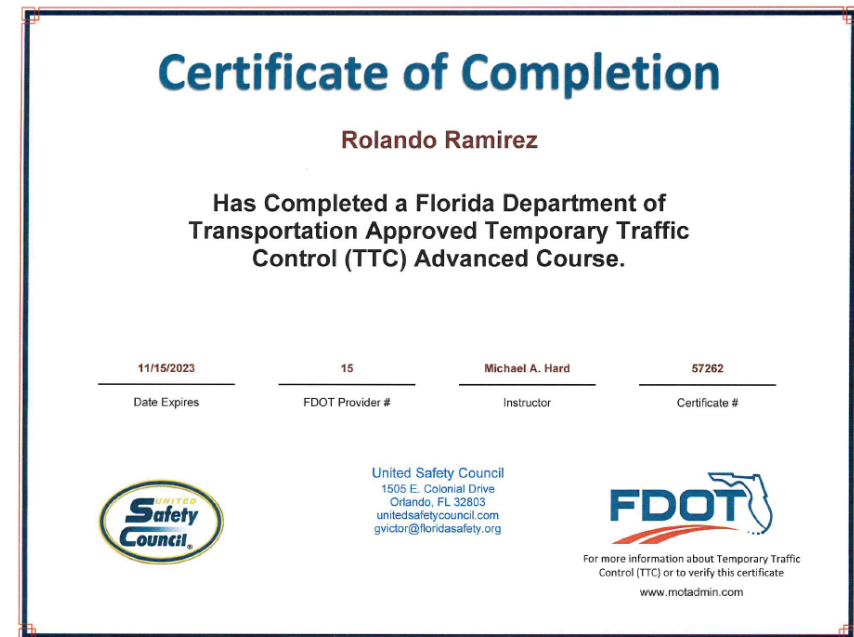 Certificate of Completion
Rolando Ramirez
Has Completed a Florida Department of
Transportation Approved Temporary Traffic
Control (TTC) Advanced Course.
11/15/2023
Date Expires
15
FDOT Provider #
Michael A. Hard
Instructor
57262
Certificate #
UNITED
Safety
Council®
United Safety Council
1505 E. Colonial Drive
Orlando, FL 32803
unitedsafetycouncil.com
gvictor@floridasafety.org
FDOT
For more information about Temporary Traffic
Control (TTC) or to verify this certificate
www.motadmin.com